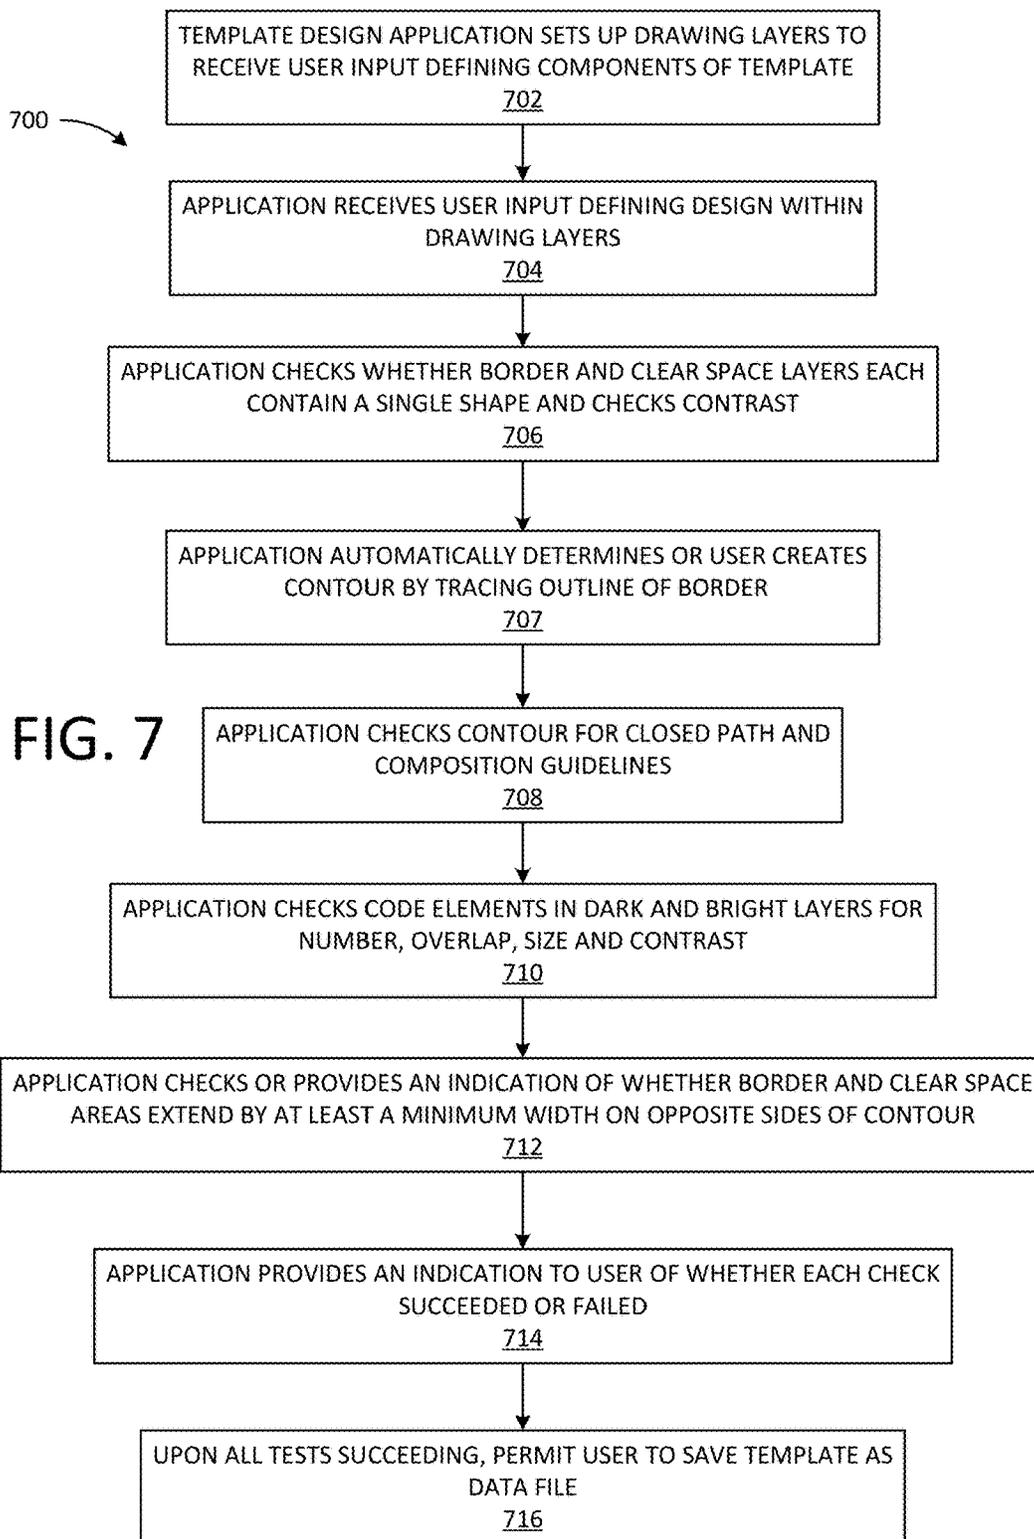 TEMPLATE DESIGN APPLICATION SETS UP DRAWING LAYERS TO
RECEIVE USER INPUT DEFINING COMPONENTS OF TEMPLATE
702
700
APPLICATION RECEIVES USER INPUT DEFINING DESIGN WITHIN
DRAWING LAYERS
704
APPLICATION CHECKS WHETHER BORDER AND CLEAR SPACE LAYERS EACH
CONTAIN A SINGLE SHAPE AND CHECKS CONTRAST
706
APPLICATION AUTOMATICALLY DETERMINES OR USER CREATES
CONTOUR BY TRACING OUTLINE OF BORDER
707
FIG. 7
APPLICATION CHECKS CONTOUR FOR CLOSED PATH AND
COMPOSITION GUIDELINES
708
APPLICATION CHECKS CODE ELEMENTS IN DARK AND BRIGHT LAYERS FOR
NUMBER, OVERLAP, SIZE AND CONTRAST
710
APPLICATION CHECKS OR PROVIDES AN INDICATION OF WHETHER BORDER AND CLEAR SPACE
AREAS EXTEND BY AT LEAST A MINIMUM WIDTH ON OPPOSITE SIDES OF CONTOUR
712
APPLICATION PROVIDES AN INDICATION TO USER OF WHETHER EACH CHECK
SUCCEEDED OR FAILED
714
UPON ALL TESTS SUCCEEDING, PERMIT USER TO SAVE TEMPLATE AS
DATA FILE
716